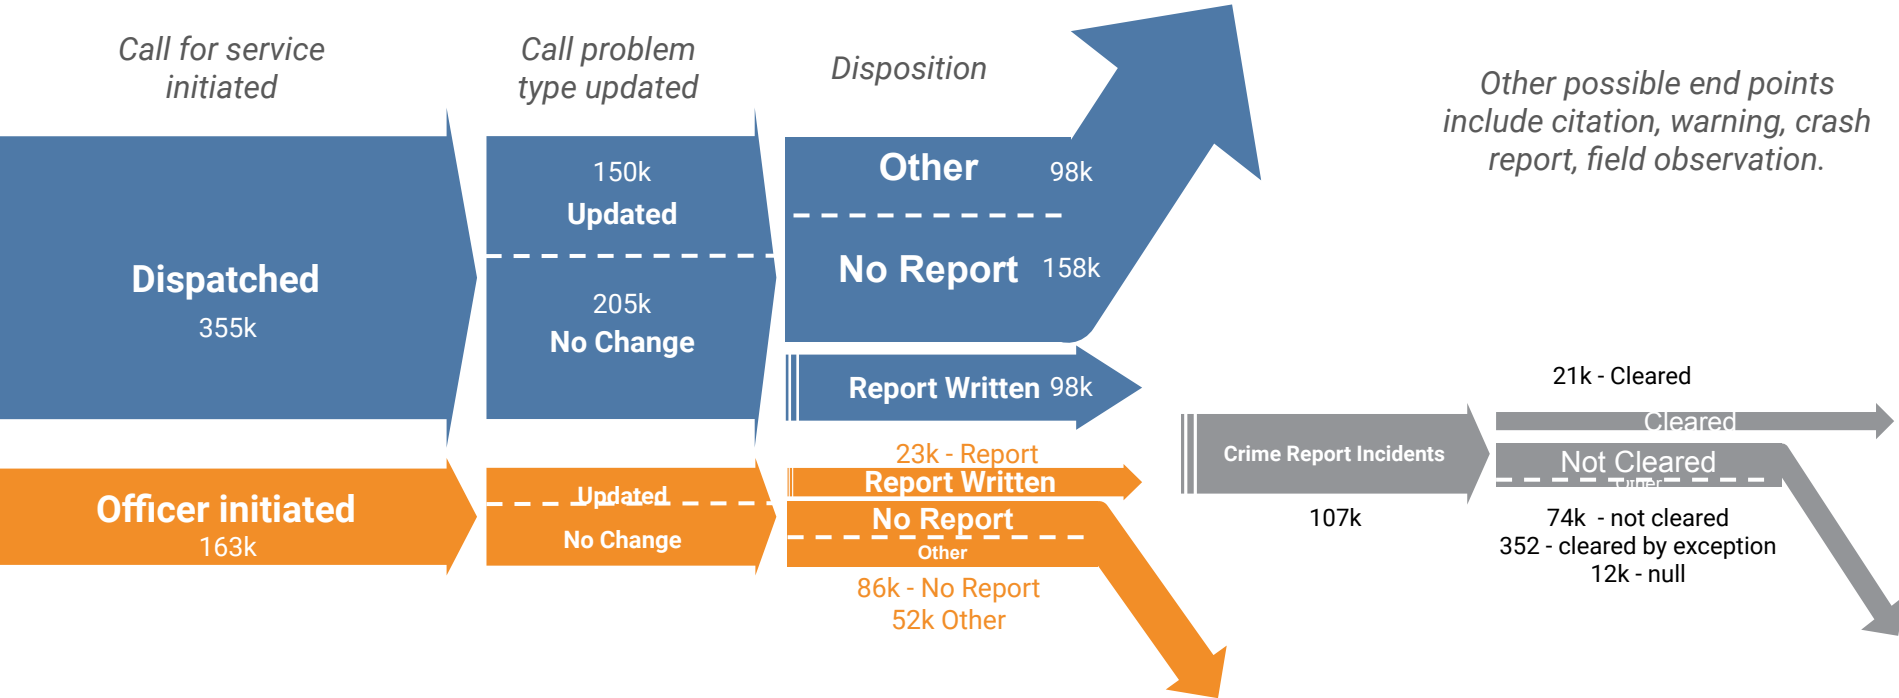 Call for service
initiated
Call problem
type updated
Disposition
Other possible end points
include citation, warning, crash
report, field observation.
Dispatched
355k
150k
Updated
205k
No Change
Other 98k
No Report 158k
Report Written 98k
Officer initiated
163k
Updated
No Change
23k - Report
Report Written
No Report
Other
86k - No Report
52k Other
Crime Report Incidents
107k
21k - Cleared
Cleared
Not Cleared
Other
74k - not cleared
352 - cleared by exception
12k - null